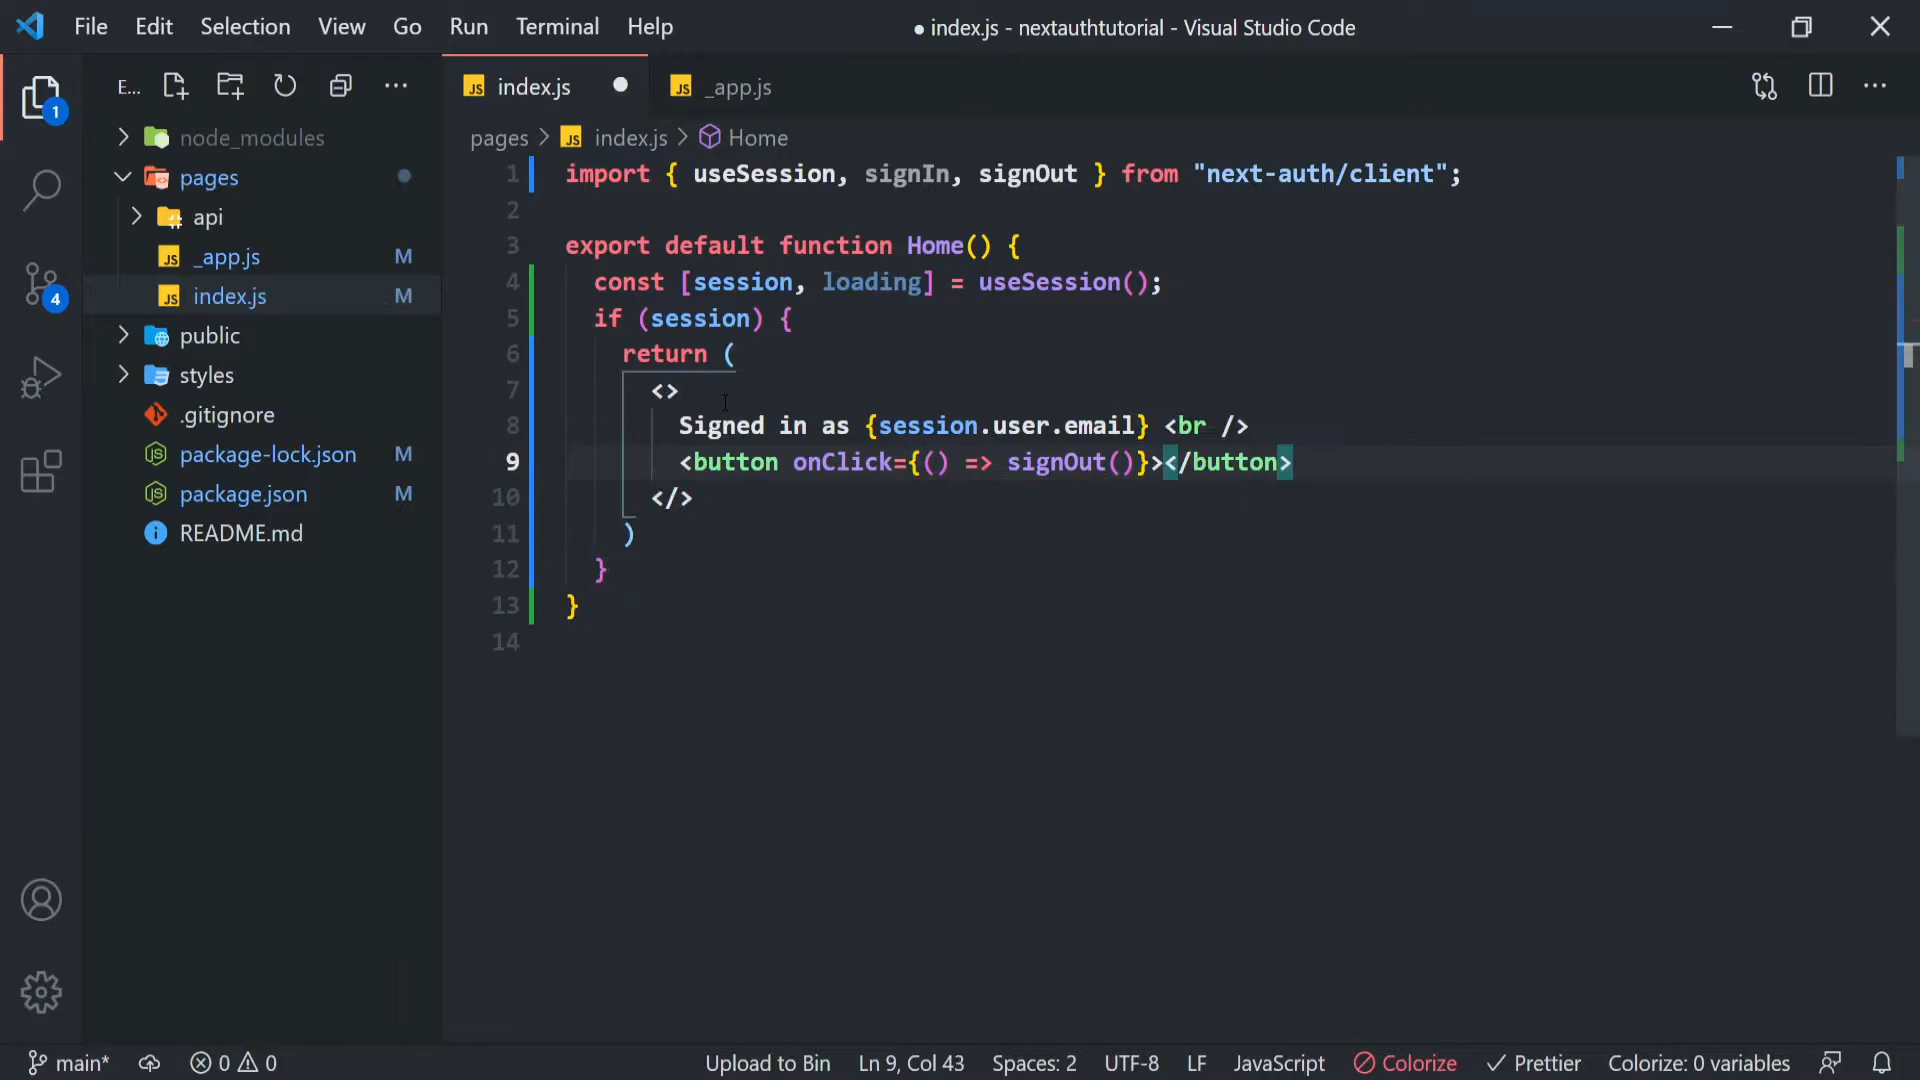 File Edit Selection View Go Run Terminal Help
● index.js - nextauthtutorial - Visual Studio Code
E...
index.js
_app.js
pages > index.js > Home
1
node_modules
pages
api
_app.js M
index.js M
public
styles
.gitignore
package-lock.json M
package.json M
README.md
4
1 import { useSession, signIn, signOut } from "next-auth/client";
2
3 export default function Home() {
4 const [session, loading] = useSession();
5 if (session) {
6 return (
7 <>
8 Signed in as {session.user.email} <br />
9 <button onClick={() => signOut()}></button>
10 </>
11 )
12 }
13 }
14
main* 0 0 Upload to Bin Ln 9, Col 43 Spaces: 2 UTF-8 LF JavaScript Colorize Prettier Colorize: 0 variables